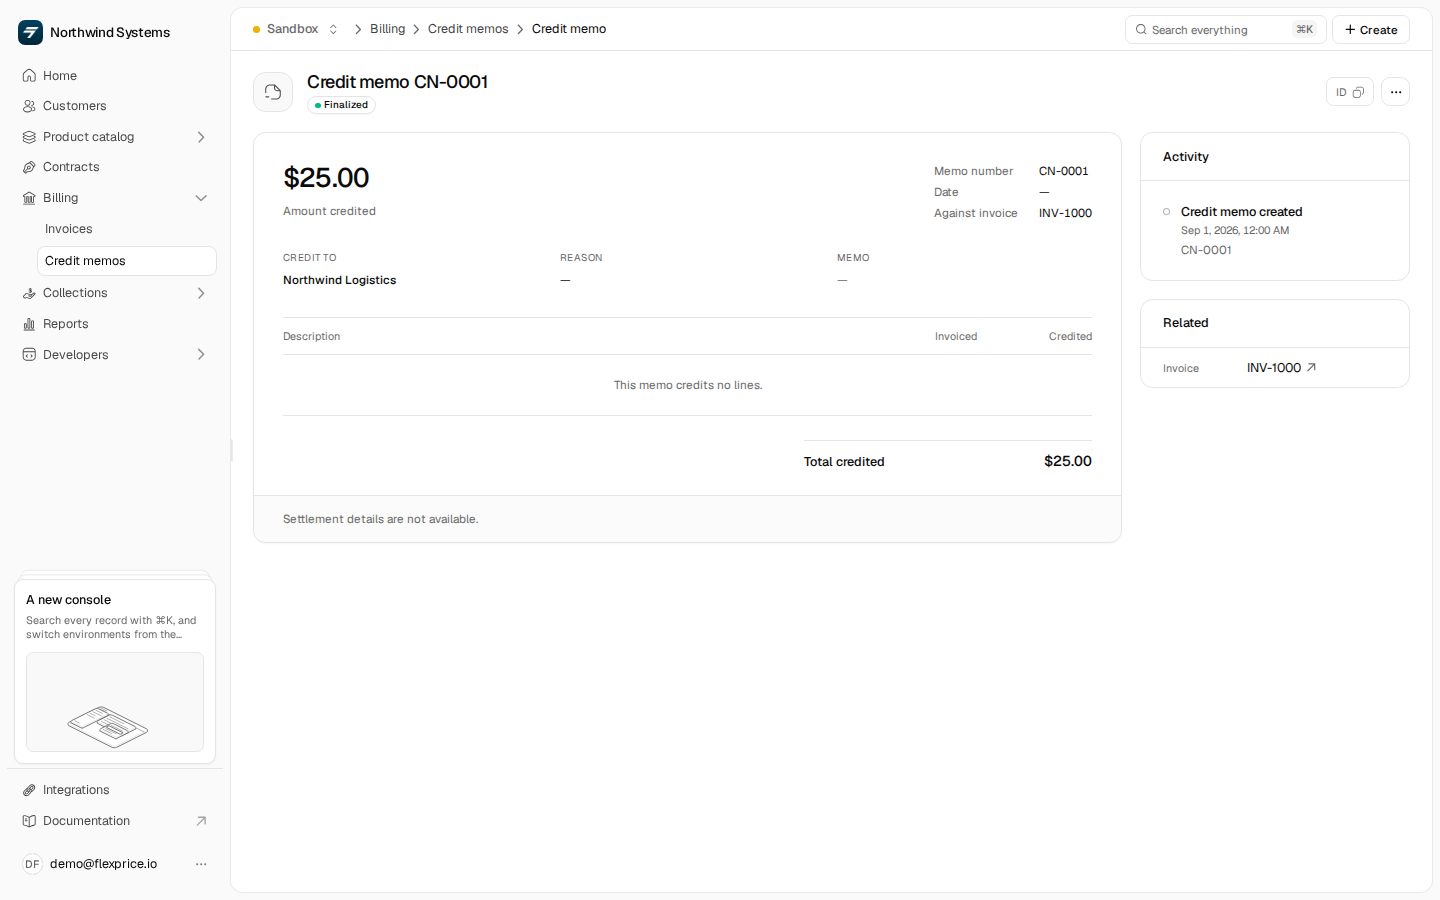 Northwind Systems
Home
Customers
Product catalog
Contracts
Billing
Invoices
Credit memos
Collections
Reports
Developers
A new console
Search every record with ⌘K, and
switch environments from the...
Integrations
Documentation
DF demo@flexprice.io
Sandbox Billing Credit memos Credit memo
Search everything ⌘K
Create
Credit memo CN-0001
Finalized
ID
$25.00
Amount credited
Memo number CN-0001
Date —
Against invoice INV-1000
CREDIT TO REASON MEMO
Northwind Logistics — —
Description Invoiced Credited
This memo credits no lines.
Total credited $25.00
Settlement details are not available.
Activity
Credit memo created
Sep 1, 2026, 12:00 AM
CN-0001
Related
Invoice INV-1000